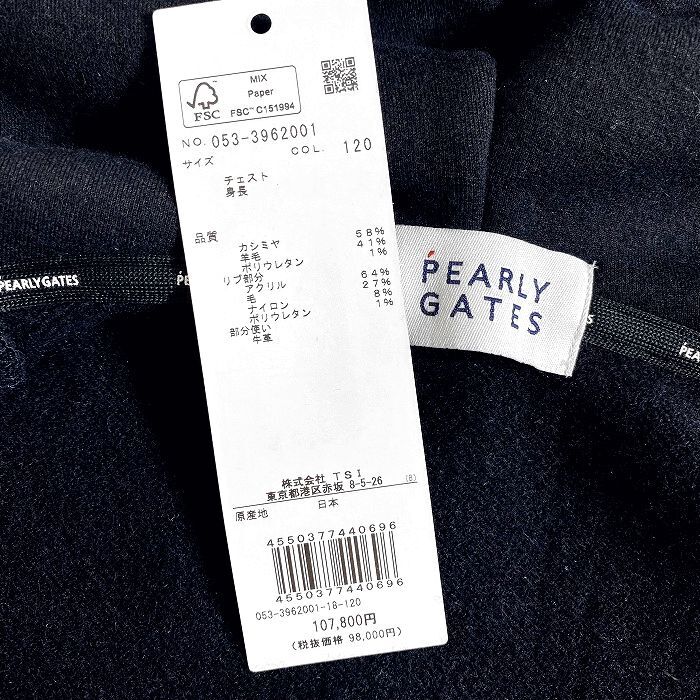 FSC
MIX
Paper
FSC™ C151994
NO. 053-3962001
サイズ COL. 120
チェスト
身長
品質
カシミヤ 58%
羊毛 41%
ポリウレタン 1%
リブ部分
アクリル 64%
毛 27%
ナイロン 8%
ポリウレタン 1%
部分使い
牛革
株式会社 TSI
東京都港区赤坂 8-5-26
原産地 日本
4550377440696
4550377440696
053-3962001-18-120
107,800円
(税抜価格 98,000円)
PEARLY
GATES
PEARLY GATES